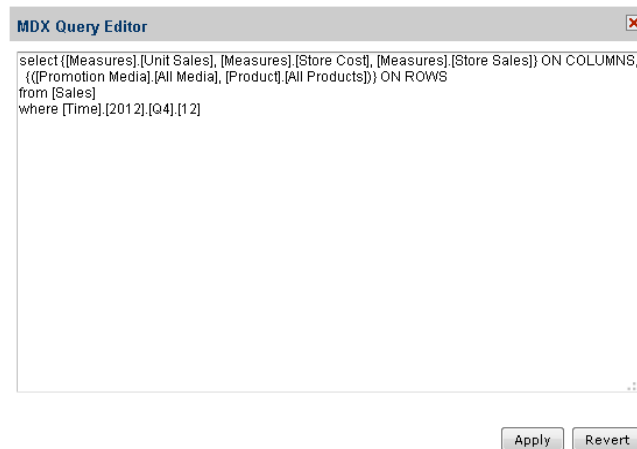 MDX Query Editor
select {[Measures].[Unit Sales], [Measures].[Store Cost], [Measures].[Store Sales]} ON COLUMNS,
{([Promotion Media].[All Media], [Product].[All Products])} ON ROWS
from [Sales]
where [Time].[2012].[Q4].[12]
Apply Revert